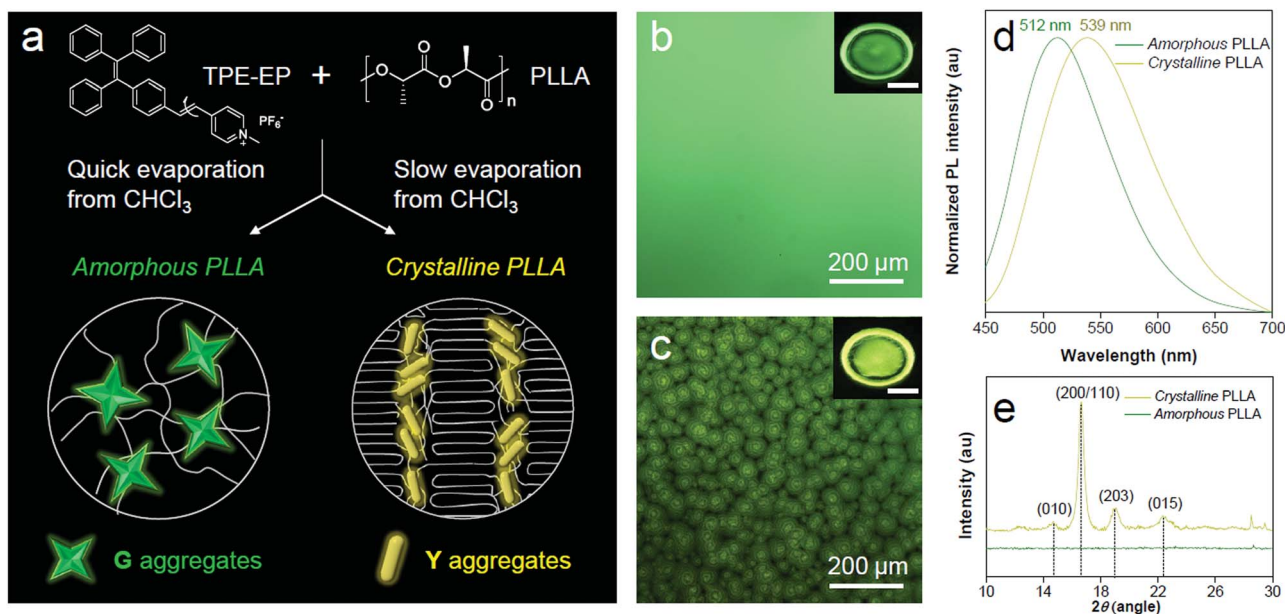 a
TPE-EP + PLLA
O
O
O
O
n
PF₆⁻
N
+
Quick evaporation
from CHCl₃
Slow evaporation
from CHCl₃
Amorphous PLLA
Crystalline PLLA
G aggregates
Y aggregates
b
200 µm
c
200 µm
d
512 nm
539 nm
Amorphous PLLA
Crystalline PLLA
Normalized PL intensity (au)
450 500 550 600 650 700
Wavelength (nm)
e
(200/110)
Crystalline PLLA
Amorphous PLLA
(010)
(203)
(015)
Intensity (au)
10 14 18 22 26 30
2θ (angle)